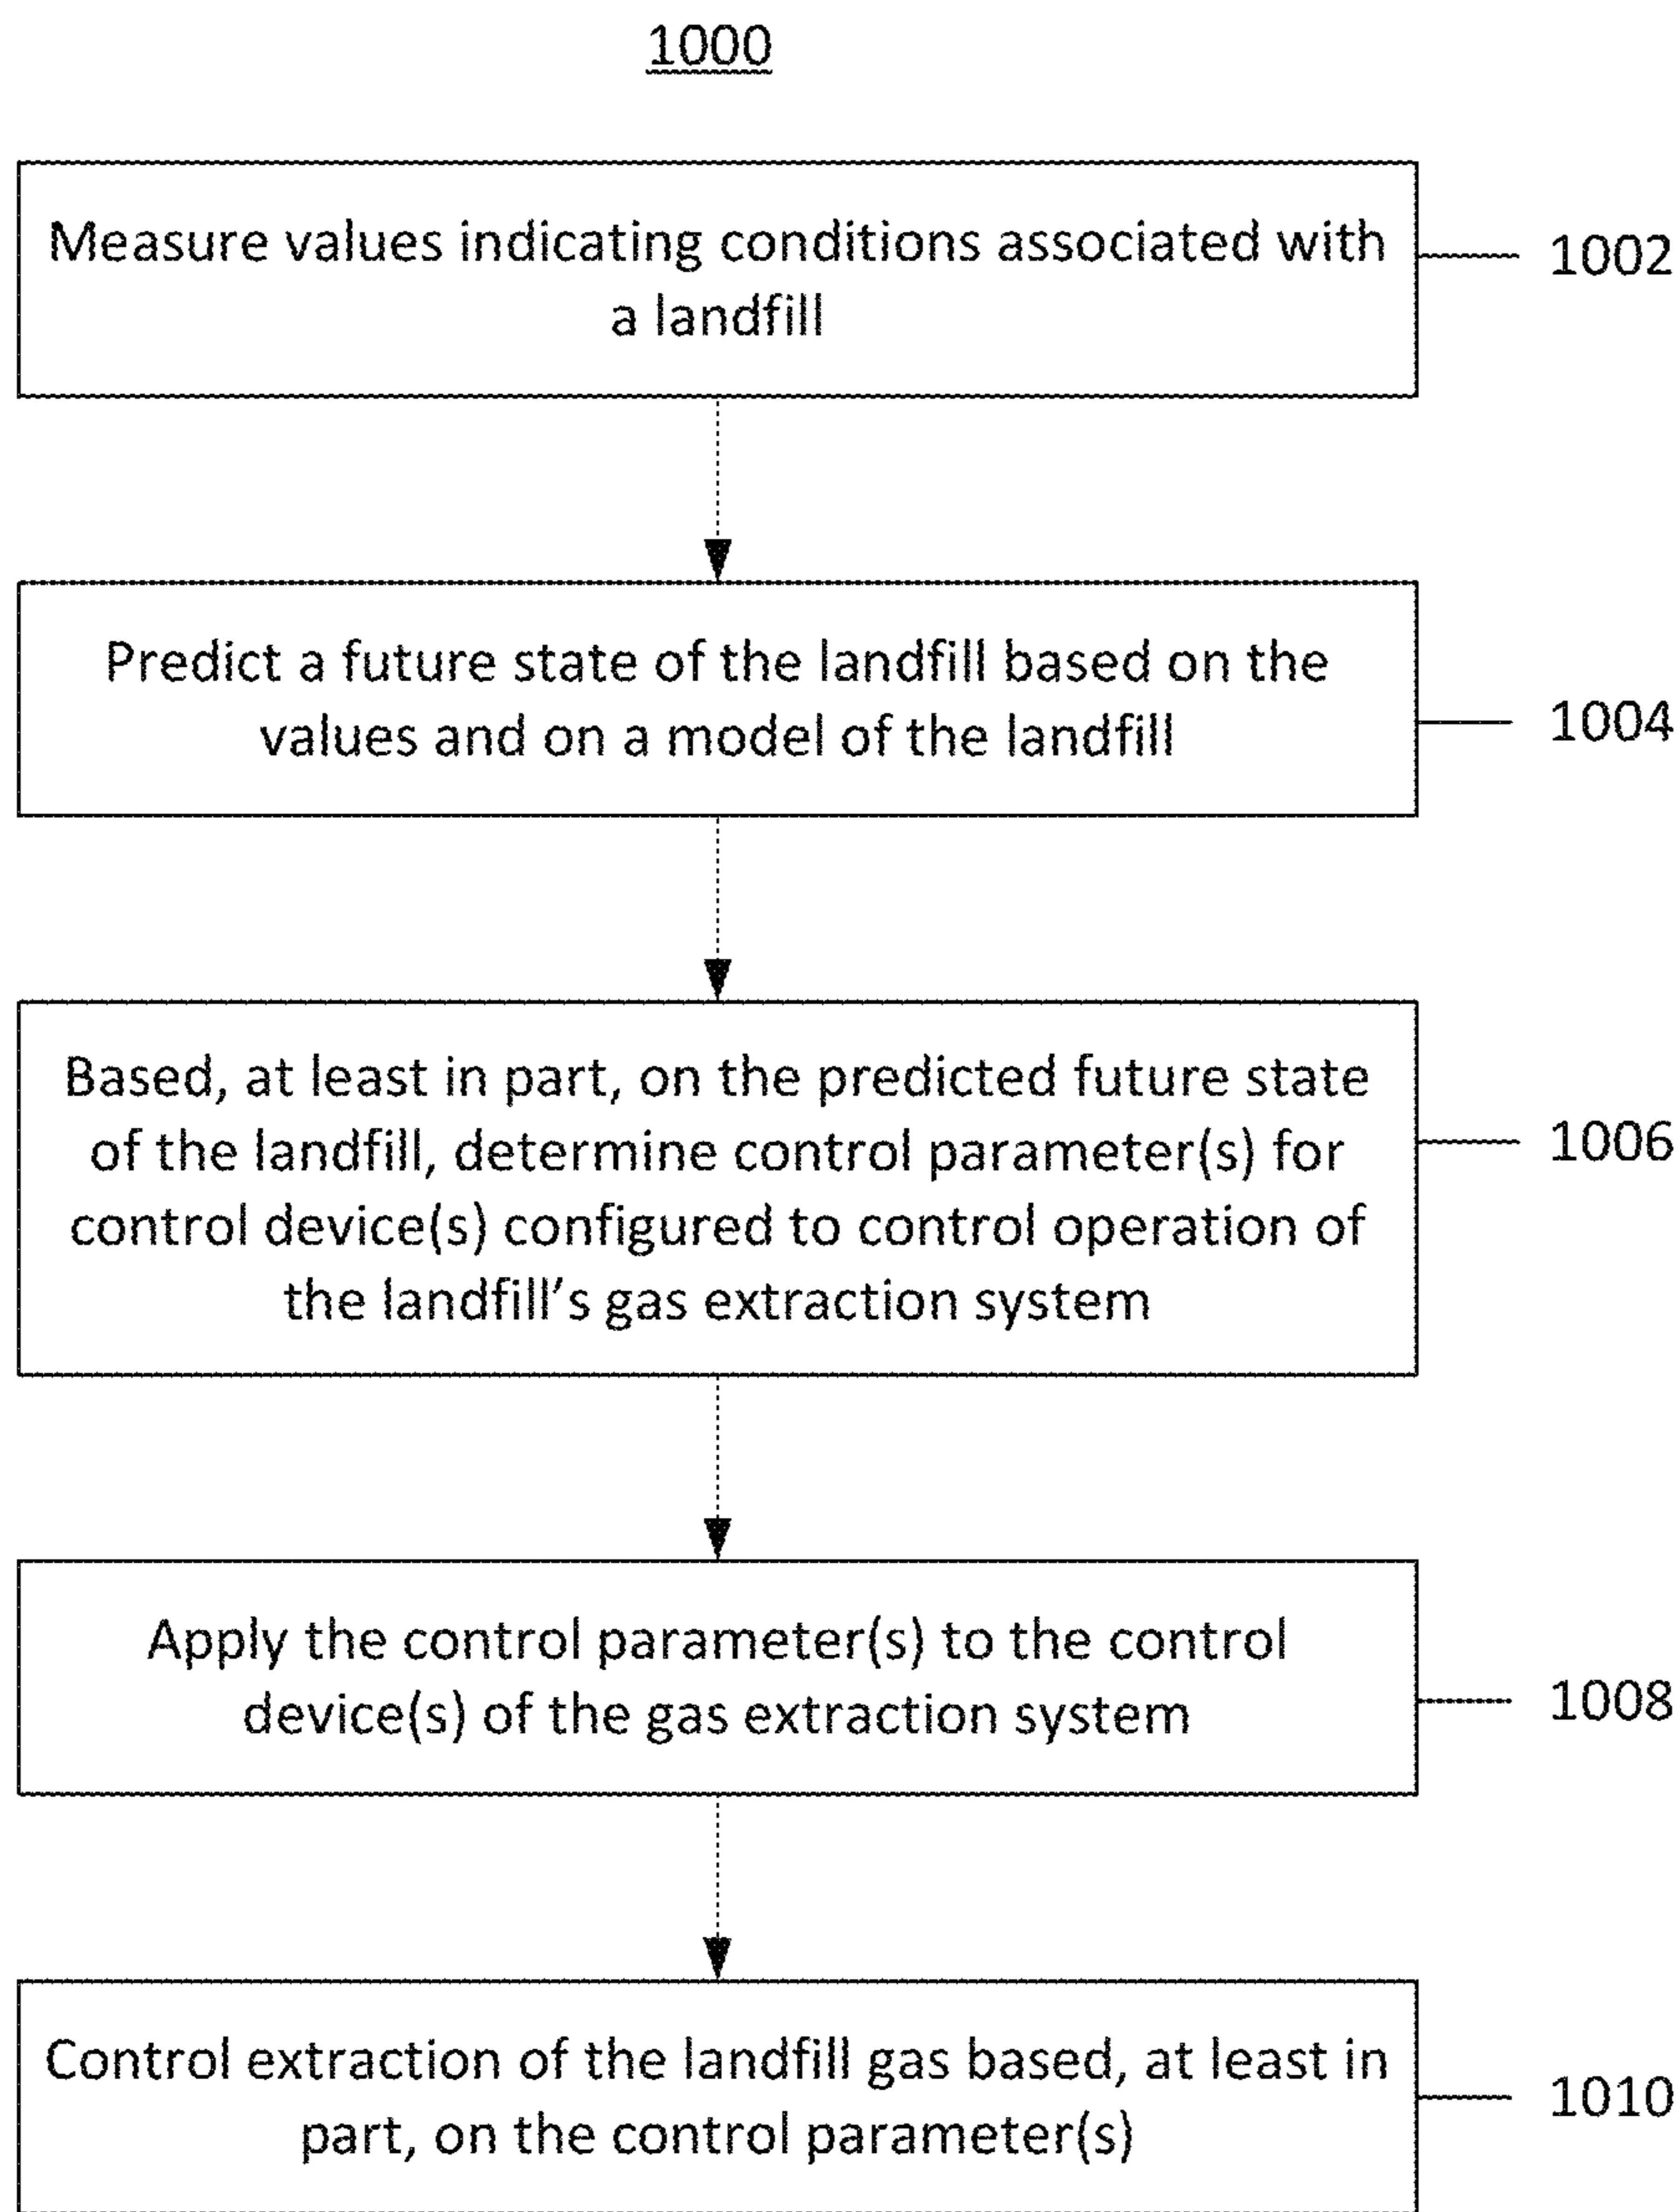 1000
Measure values indicating conditions associated with
a landfill
1002
Predict a future state of the landfill based on the
values and on a model of the landfill
1004
Based, at least in part, on the predicted future state
of the landfill, determine control parameter(s) for
control device(s) configured to control operation of
the landfill's gas extraction system
1006
Apply the control parameter(s) to the control
device(s) of the gas extraction system
1008
Control extraction of the landfill gas based, at least in
part, on the control parameter(s)
1010